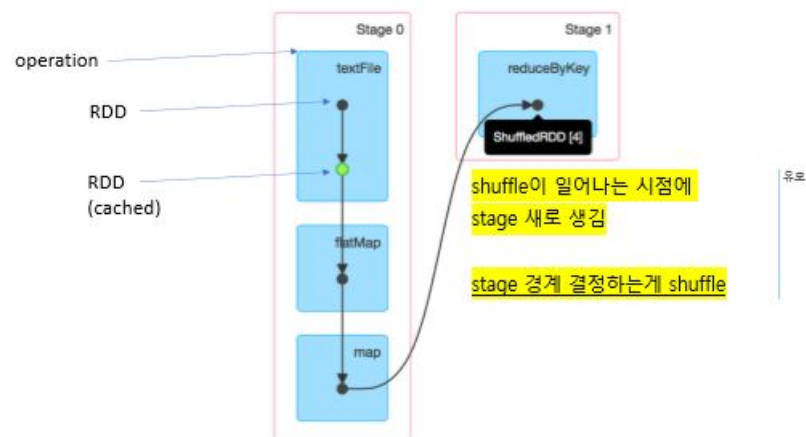 Stage 0
Stage 1
operation
textFile
reduceByKey
RDD
ShuffledRDD [4]
RDD
(cached)
shuffle이 일어나는 시점에
stage 새로 생김
유호
flatMap
stage 경계 결정하는게 shuffle
map